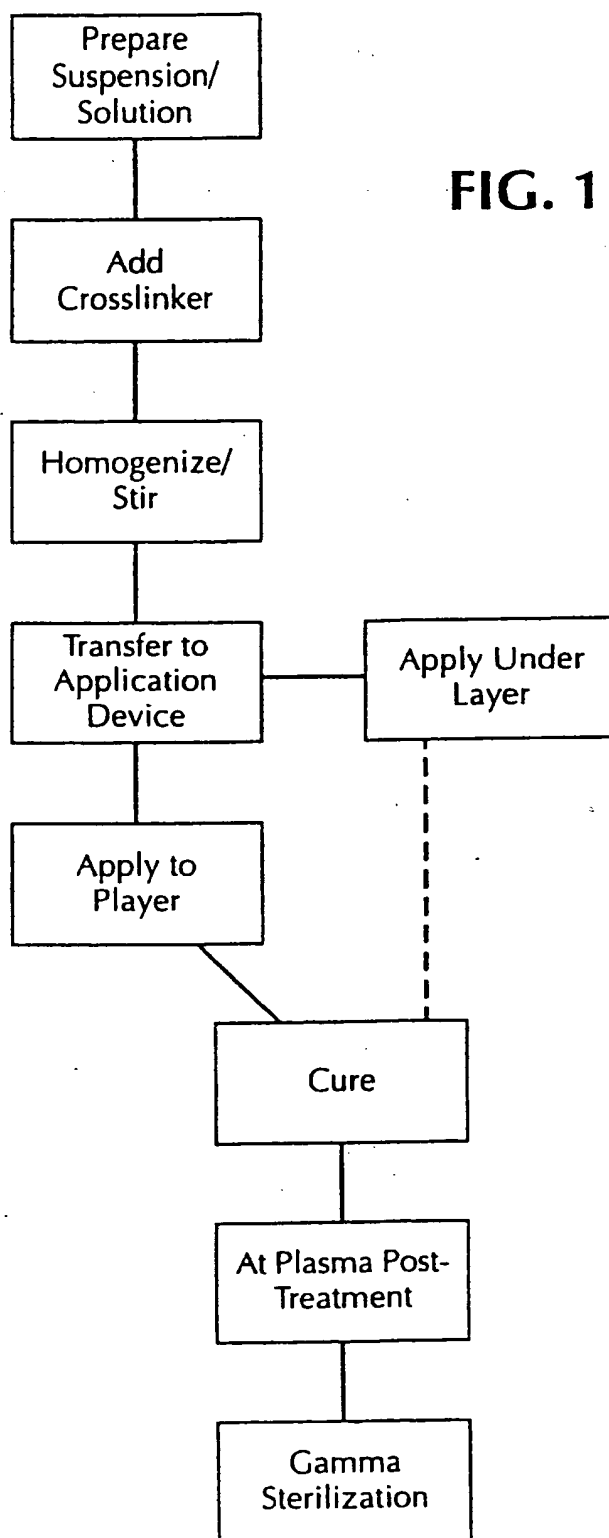 Prepare
Suspension/
Solution
FIG. 1
Add
Crosslinker
Homogenize/
Stir
Transfer to
Application
Device
Apply Under
Layer
Apply to
Player
Cure
At Plasma Post-
Treatment
Gamma
Sterilization